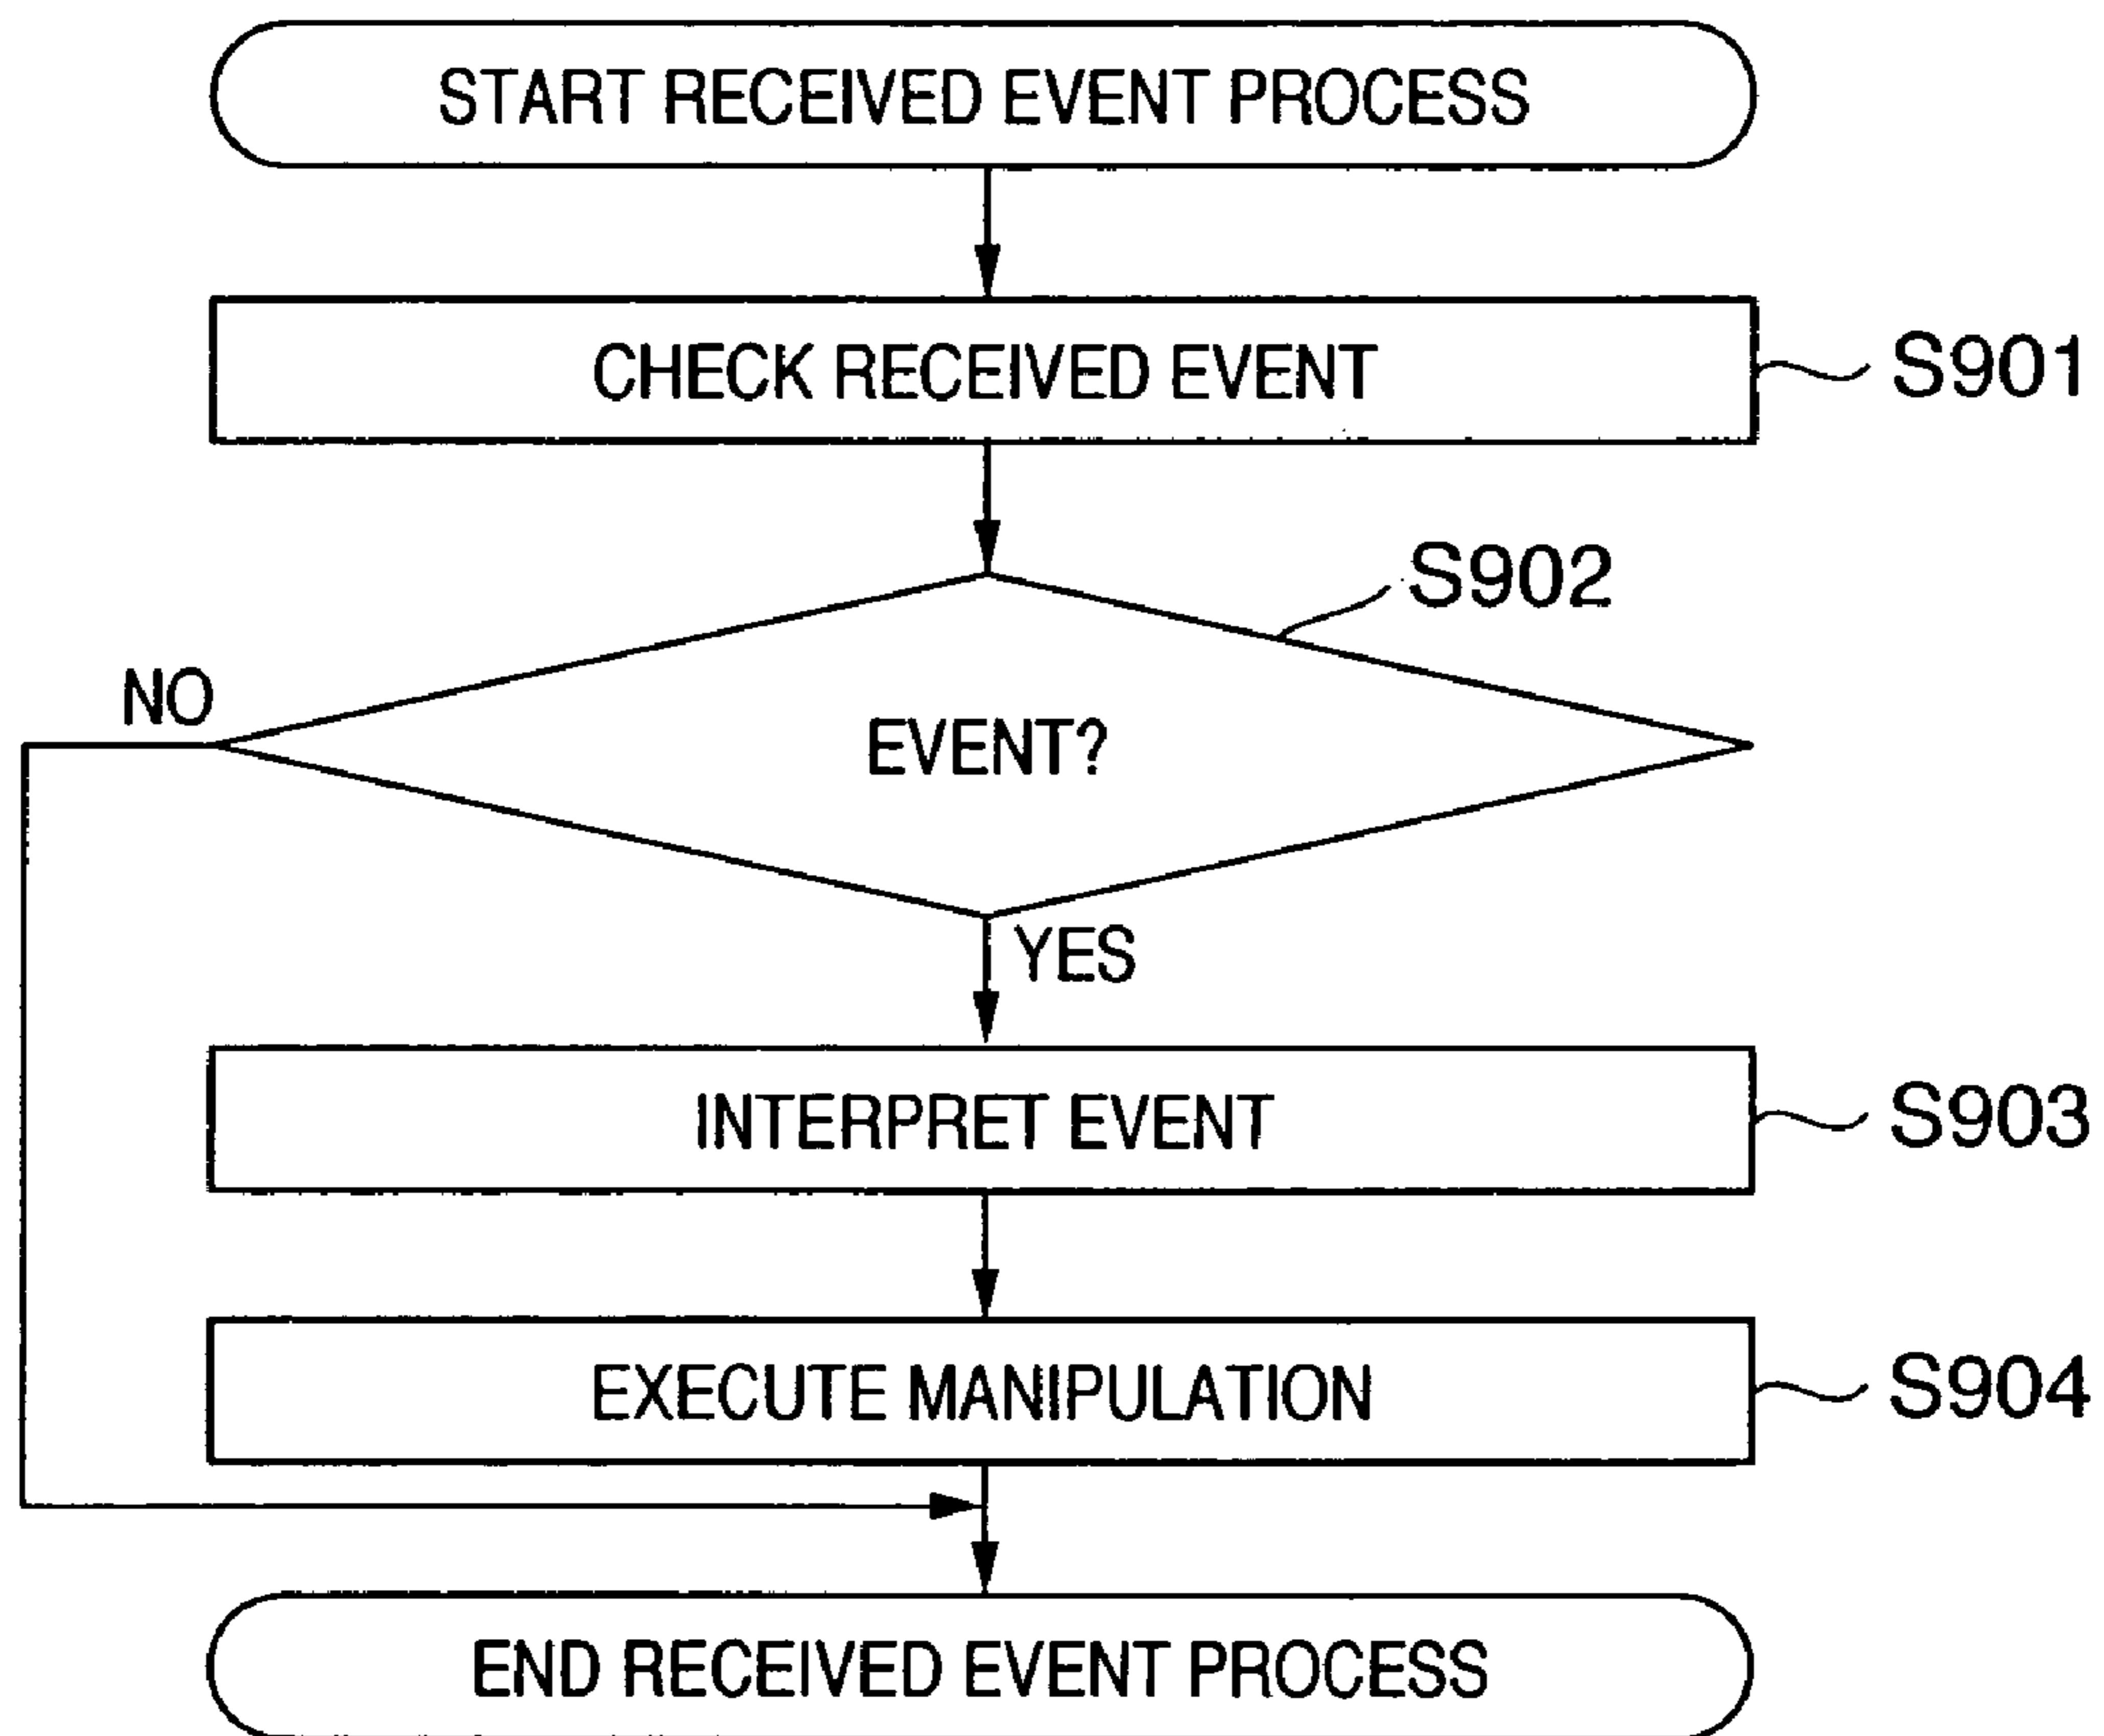 START RECEIVED EVENT PROCESS
CHECK RECEIVED EVENT
S901
S902
NO
EVENT?
YES
INTERPRET EVENT
S903
EXECUTE MANIPULATION
S904
END RECEIVED EVENT PROCESS